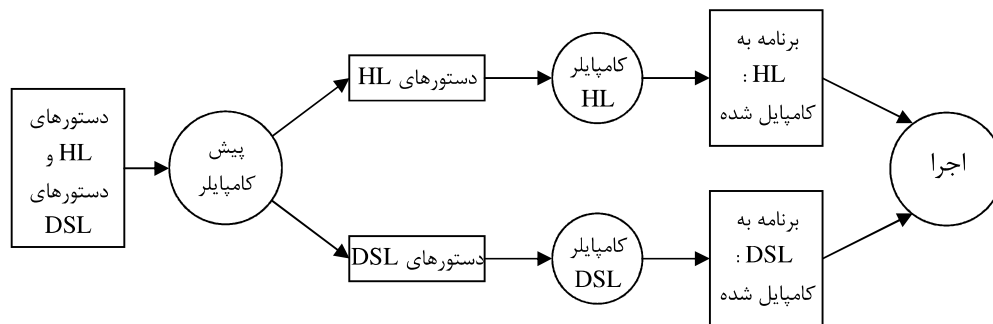 دستورهای
HL و
دستورهای
DSL
پیش
کامپایلر
دستورهای HL
کامپایلر
HL
برنامه به
HL :
کامپایل شده
دستورهای DSL
کامپایلر
DSL
برنامه به
DSL :
کامپایل شده
اجرا